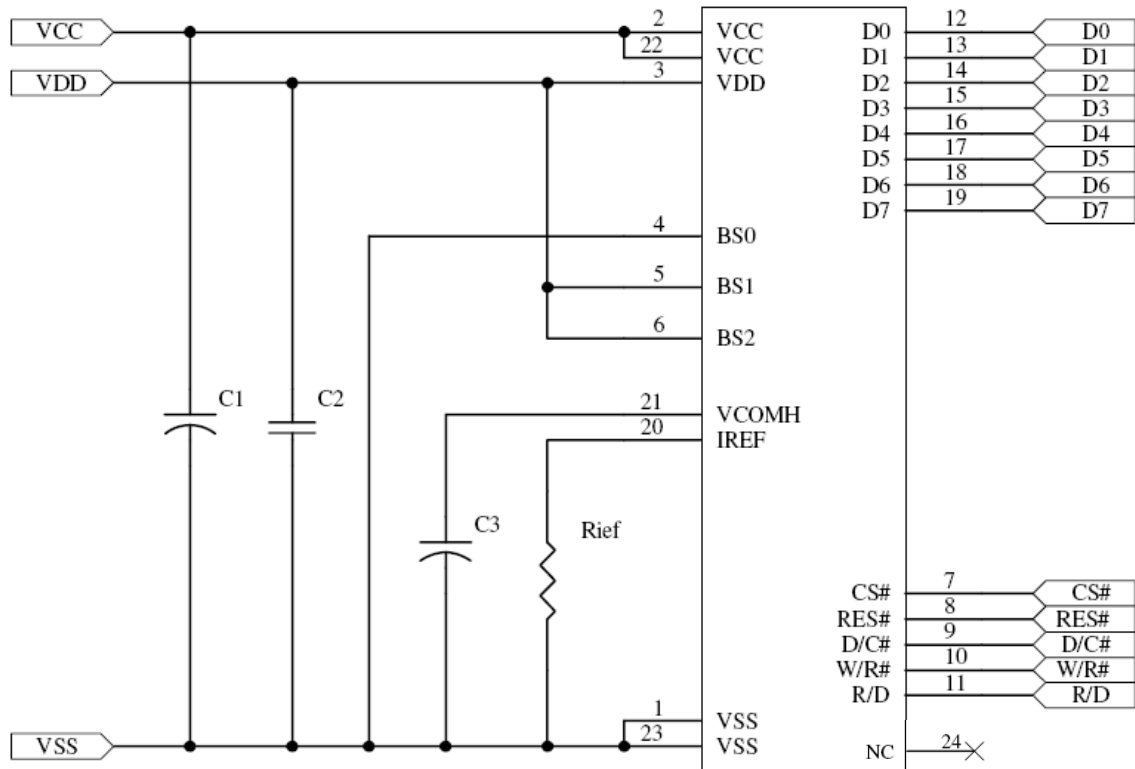 VCC 2 VCC D0 12 D0
22 VCC D1 13 D1
VDD 3 VDD D2 14 D2
D3 15 D3
D4 16 D4
D5 17 D5
D6 18 D6
D7 19 D7
4 BS0
5 BS1
6 BS2
C1 C2
21 VCOMH
20 IREF
C3 Rief
CS# 7 CS#
RES# 8 RES#
D/C# 9 D/C#
W/R# 10 W/R#
R/D 11 R/D
1 VSS
VSS 23 VSS NC 24